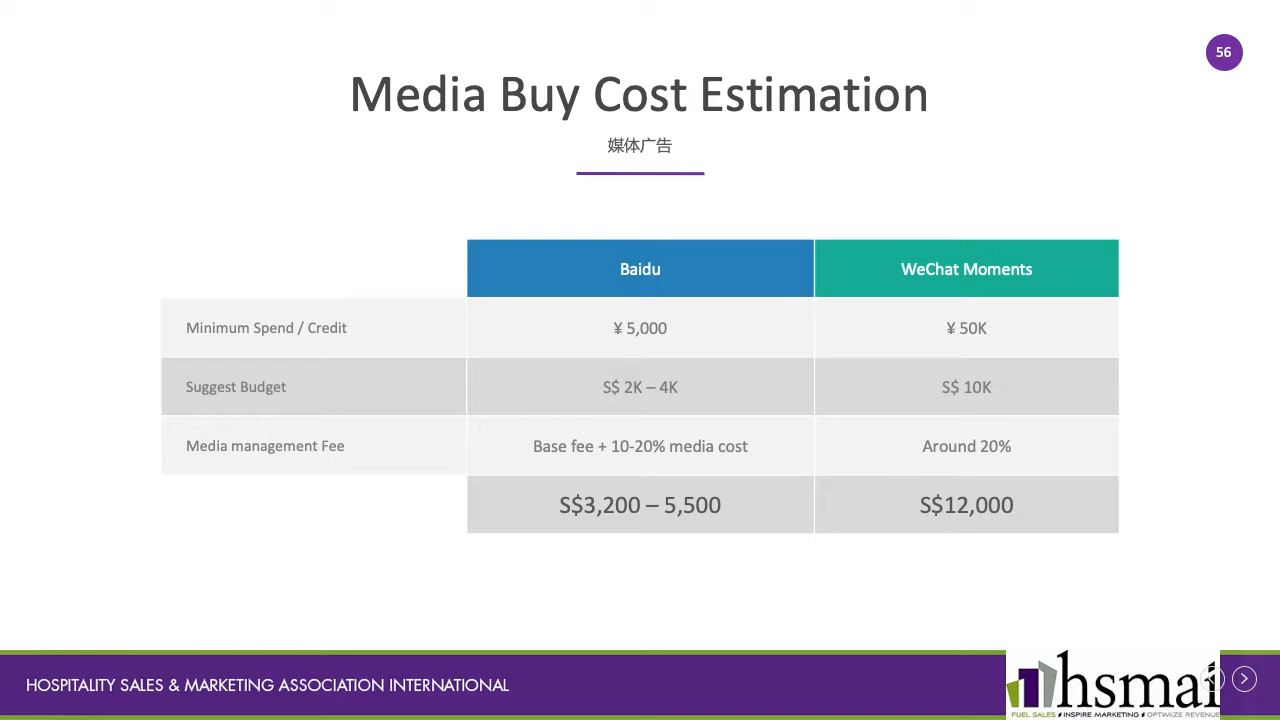 56
Media Buy Cost Estimation
媒体广告
Baidu WeChat Moments
Minimum Spend / Credit ¥ 5,000 ¥ 50K
Suggest Budget S$ 2K – 4K S$ 10K
Media management Fee Base fee + 10-20% media cost Around 20%
S$3,200 – 5,500 S$12,000
HOSPITALITY SALES & MARKETING ASSOCIATION INTERNATIONAL
hsmai
FUEL SALES INSPIRE MARKETING OPTIMIZE REVENUE